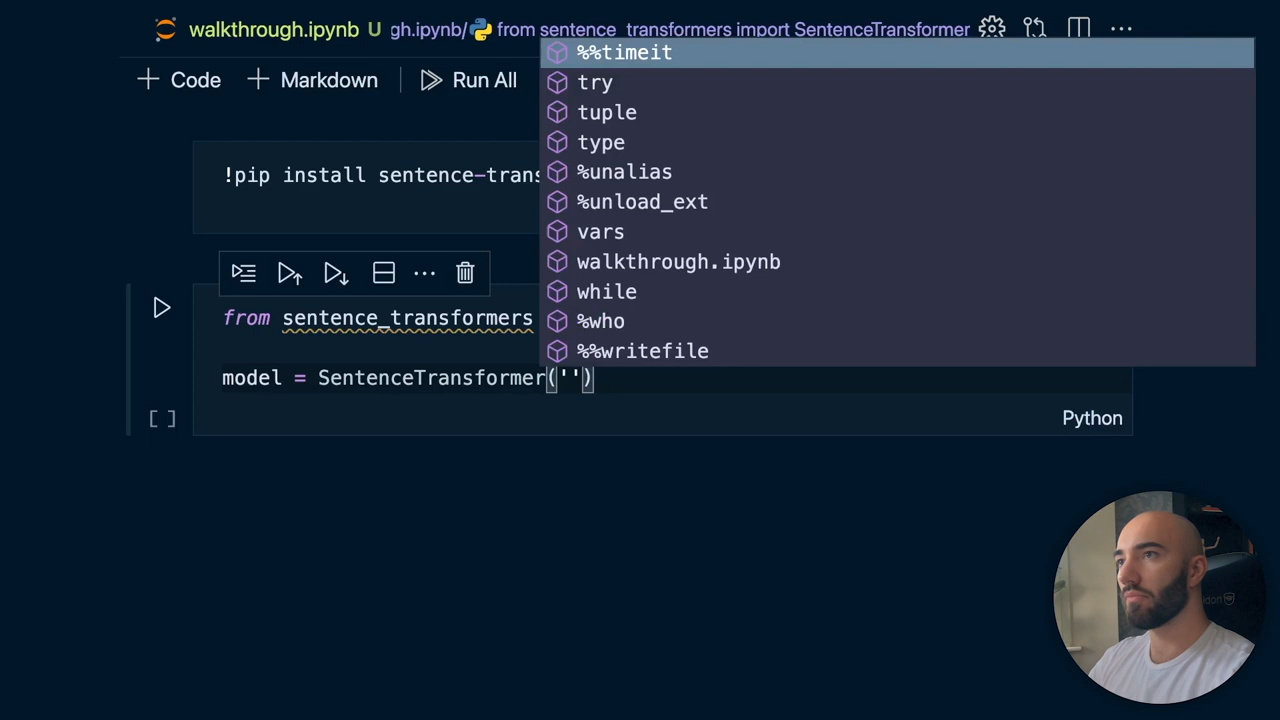 walkthrough.ipynb U gh.ipynb/ from sentence_transformers import SentenceTransformer ...
Code Markdown Run All
%%timeit
try
tuple
type
%unalias
%unload_ext
vars
walkthrough.ipynb
while
%who
%%writefile
!pip install sentence-trans
from sentence_transformers
model = SentenceTransformer('')
[ ]
Python